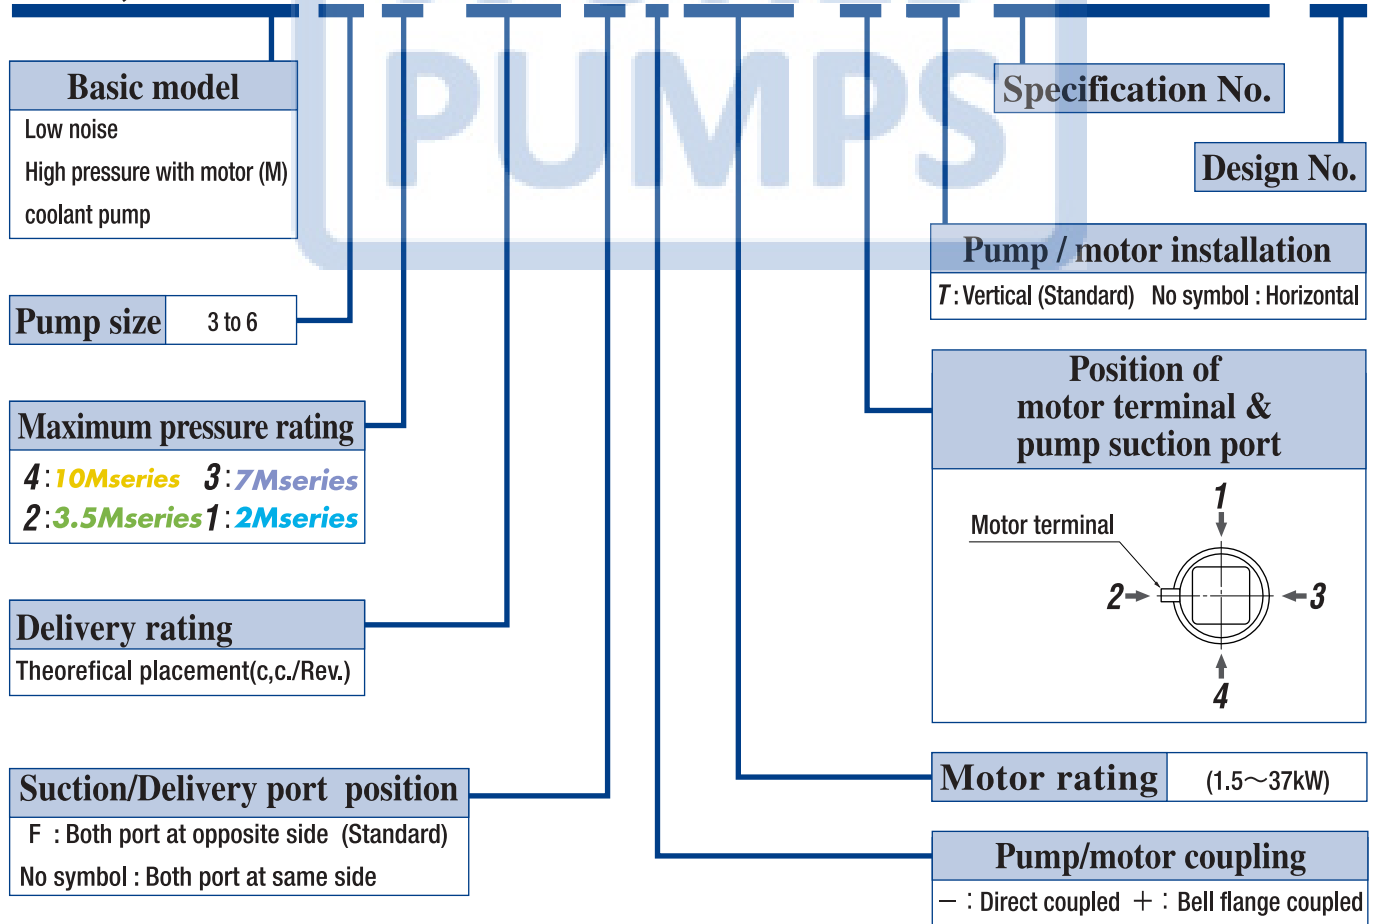 PUMPS
Basic model
Low noise
High pressure with motor (M)
coolant pump
Specification No.
Design No.
Pump / motor installation
T : Vertical (Standard) No symbol : Horizontal
Pump size 3 to 6
Maximum pressure rating
4 : 10Mseries 3 : 7Mseries
2 : 3.5Mseries 1 : 2Mseries
Position of
motor terminal &
pump suction port
1
Motor terminal
2
3
4
Delivery rating
Theorefical placement(c,c./Rev.)
Suction/Delivery port position
F : Both port at opposite side (Standard)
No symbol : Both port at same side
Motor rating (1.5～37kW)
Pump/motor coupling
− : Direct coupled + : Bell flange coupled